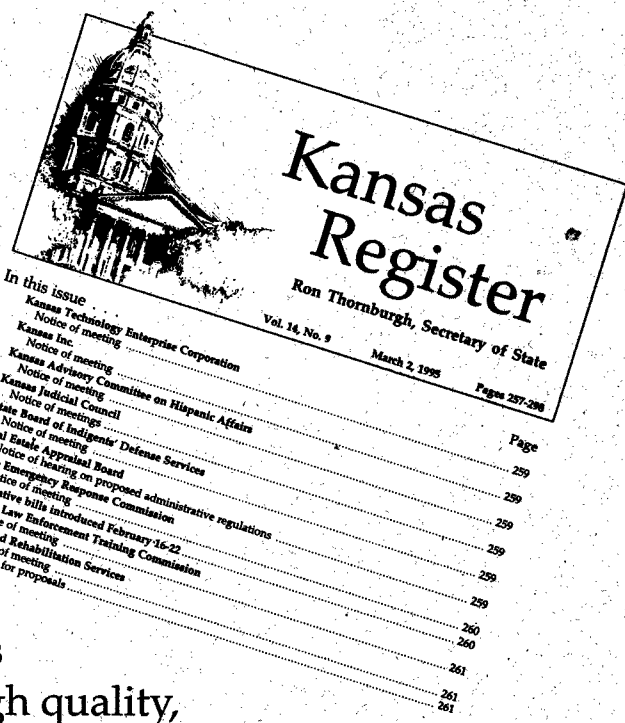 Kansas
Register
Ron Thornburgh, Secretary of State
Vol. 14, No. 9 March 2, 1995 Pages 257-298
In this issue . . . Page
Kansas Technology Enterprise Corporation
Notice of meeting 259
Kansas Inc.
Notice of meeting 259
Kansas Advisory Committee on Hispanic Affairs
Notice of meeting 259
Kansas Judicial Council
Notice of meetings 259
Board of Indigents' Defense Services
Notice of meeting 259
Estate Appraisal Board
Notice of hearing on proposed administrative regulations 259
Emergency Response Commission
of meeting 260
bills introduced February 16-22 260
Law Enforcement Training Commission
of meeting 261
Rehabilitation Services
of meeting 261
for proposals 261
quality,